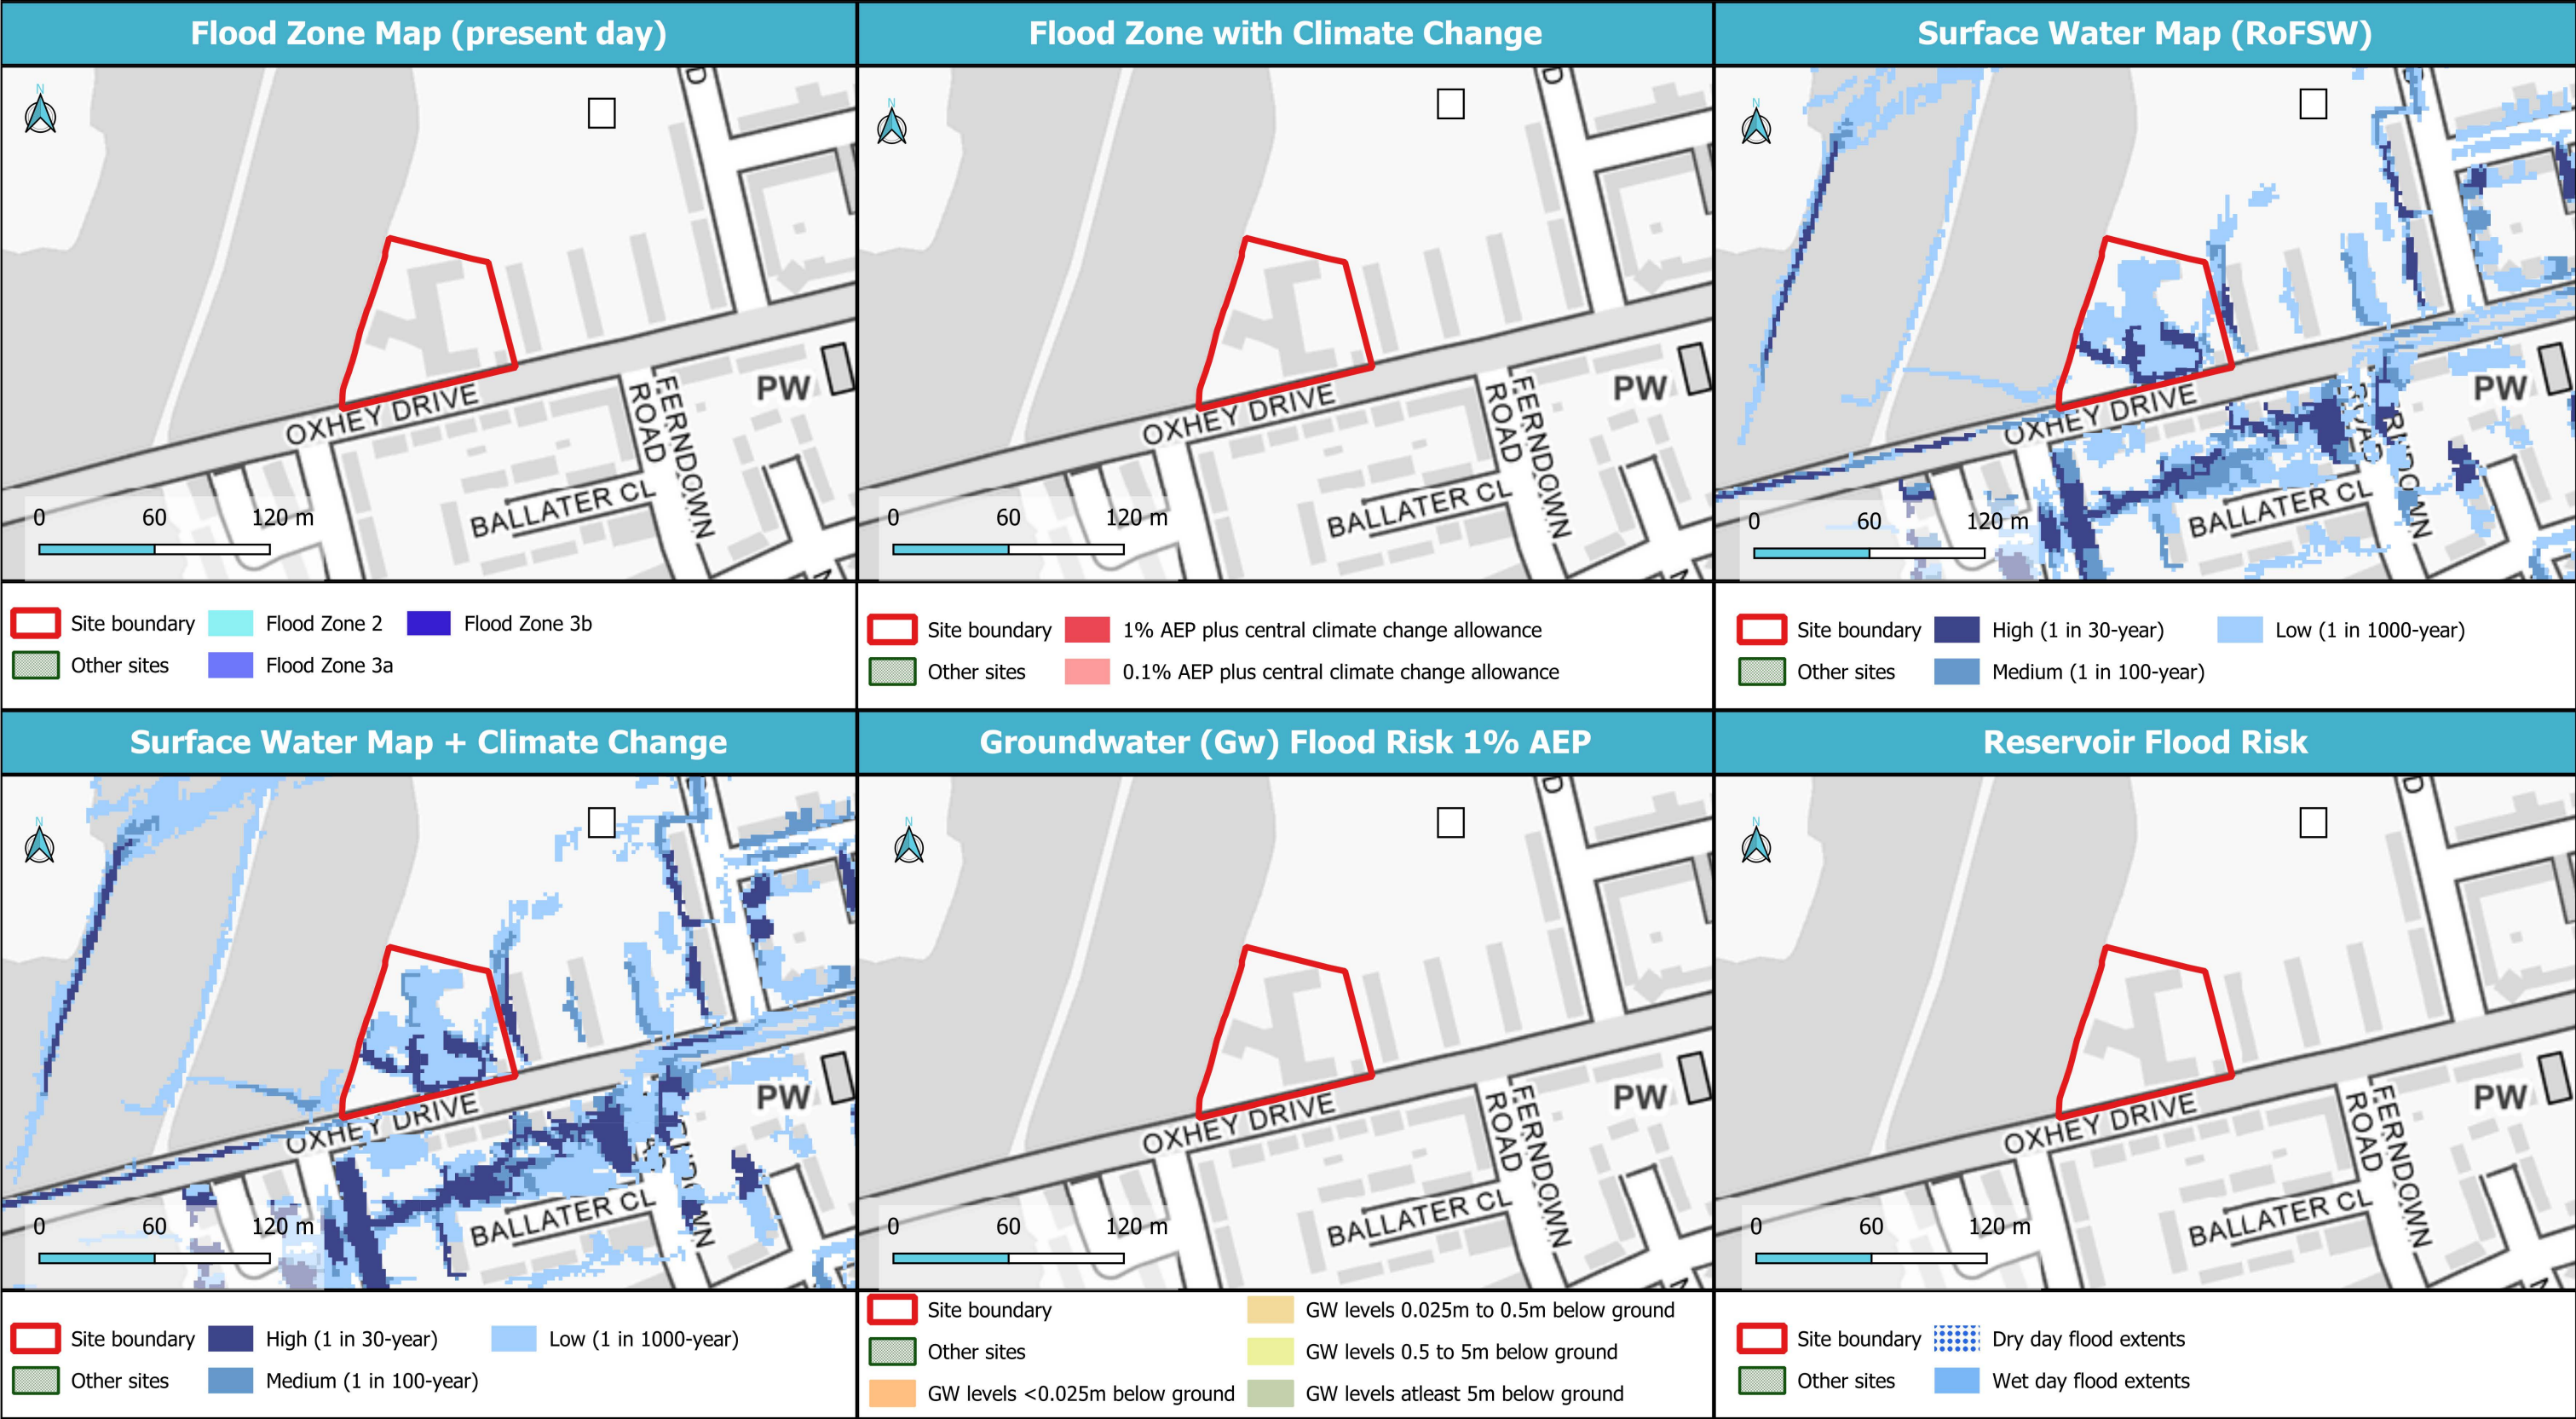 Flood Zone Map (present day)
N
D
OXHEY DRIVE
FERNDOWN
ROAD
PW
BALLATER CL
0 60 120 m
Site boundary
Flood Zone 2
Flood Zone 3b
Other sites
Flood Zone 3a
Flood Zone with Climate Change
N
D
OXHEY DRIVE
FERNDOWN
ROAD
PW
BALLATER CL
0 60 120 m
Site boundary
1% AEP plus central climate change allowance
Other sites
0.1% AEP plus central climate change allowance
Surface Water Map (RoFSW)
N
OXHEY DRIVE
PW
BALLATER CL
0 60 120 m
Site boundary
High (1 in 30-year)
Low (1 in 1000-year)
Other sites
Medium (1 in 100-year)
Surface Water Map + Climate Change
N
OXHEY DRIVE
PW
BALLATER CL
0 60 120 m
Site boundary
High (1 in 30-year)
Low (1 in 1000-year)
Other sites
Medium (1 in 100-year)
Groundwater (Gw) Flood Risk 1% AEP
N
D
OXHEY DRIVE
FERNDOWN
ROAD
PW
BALLATER CL
0 60 120 m
Site boundary
GW levels 0.025m to 0.5m below ground
Other sites
GW levels 0.5 to 5m below ground
GW levels <0.025m below ground
GW levels atleast 5m below ground
Reservoir Flood Risk
N
D
OXHEY DRIVE
FERNDOWN
ROAD
PW
BALLATER CL
0 60 120 m
Site boundary
Dry day flood extents
Other sites
Wet day flood extents